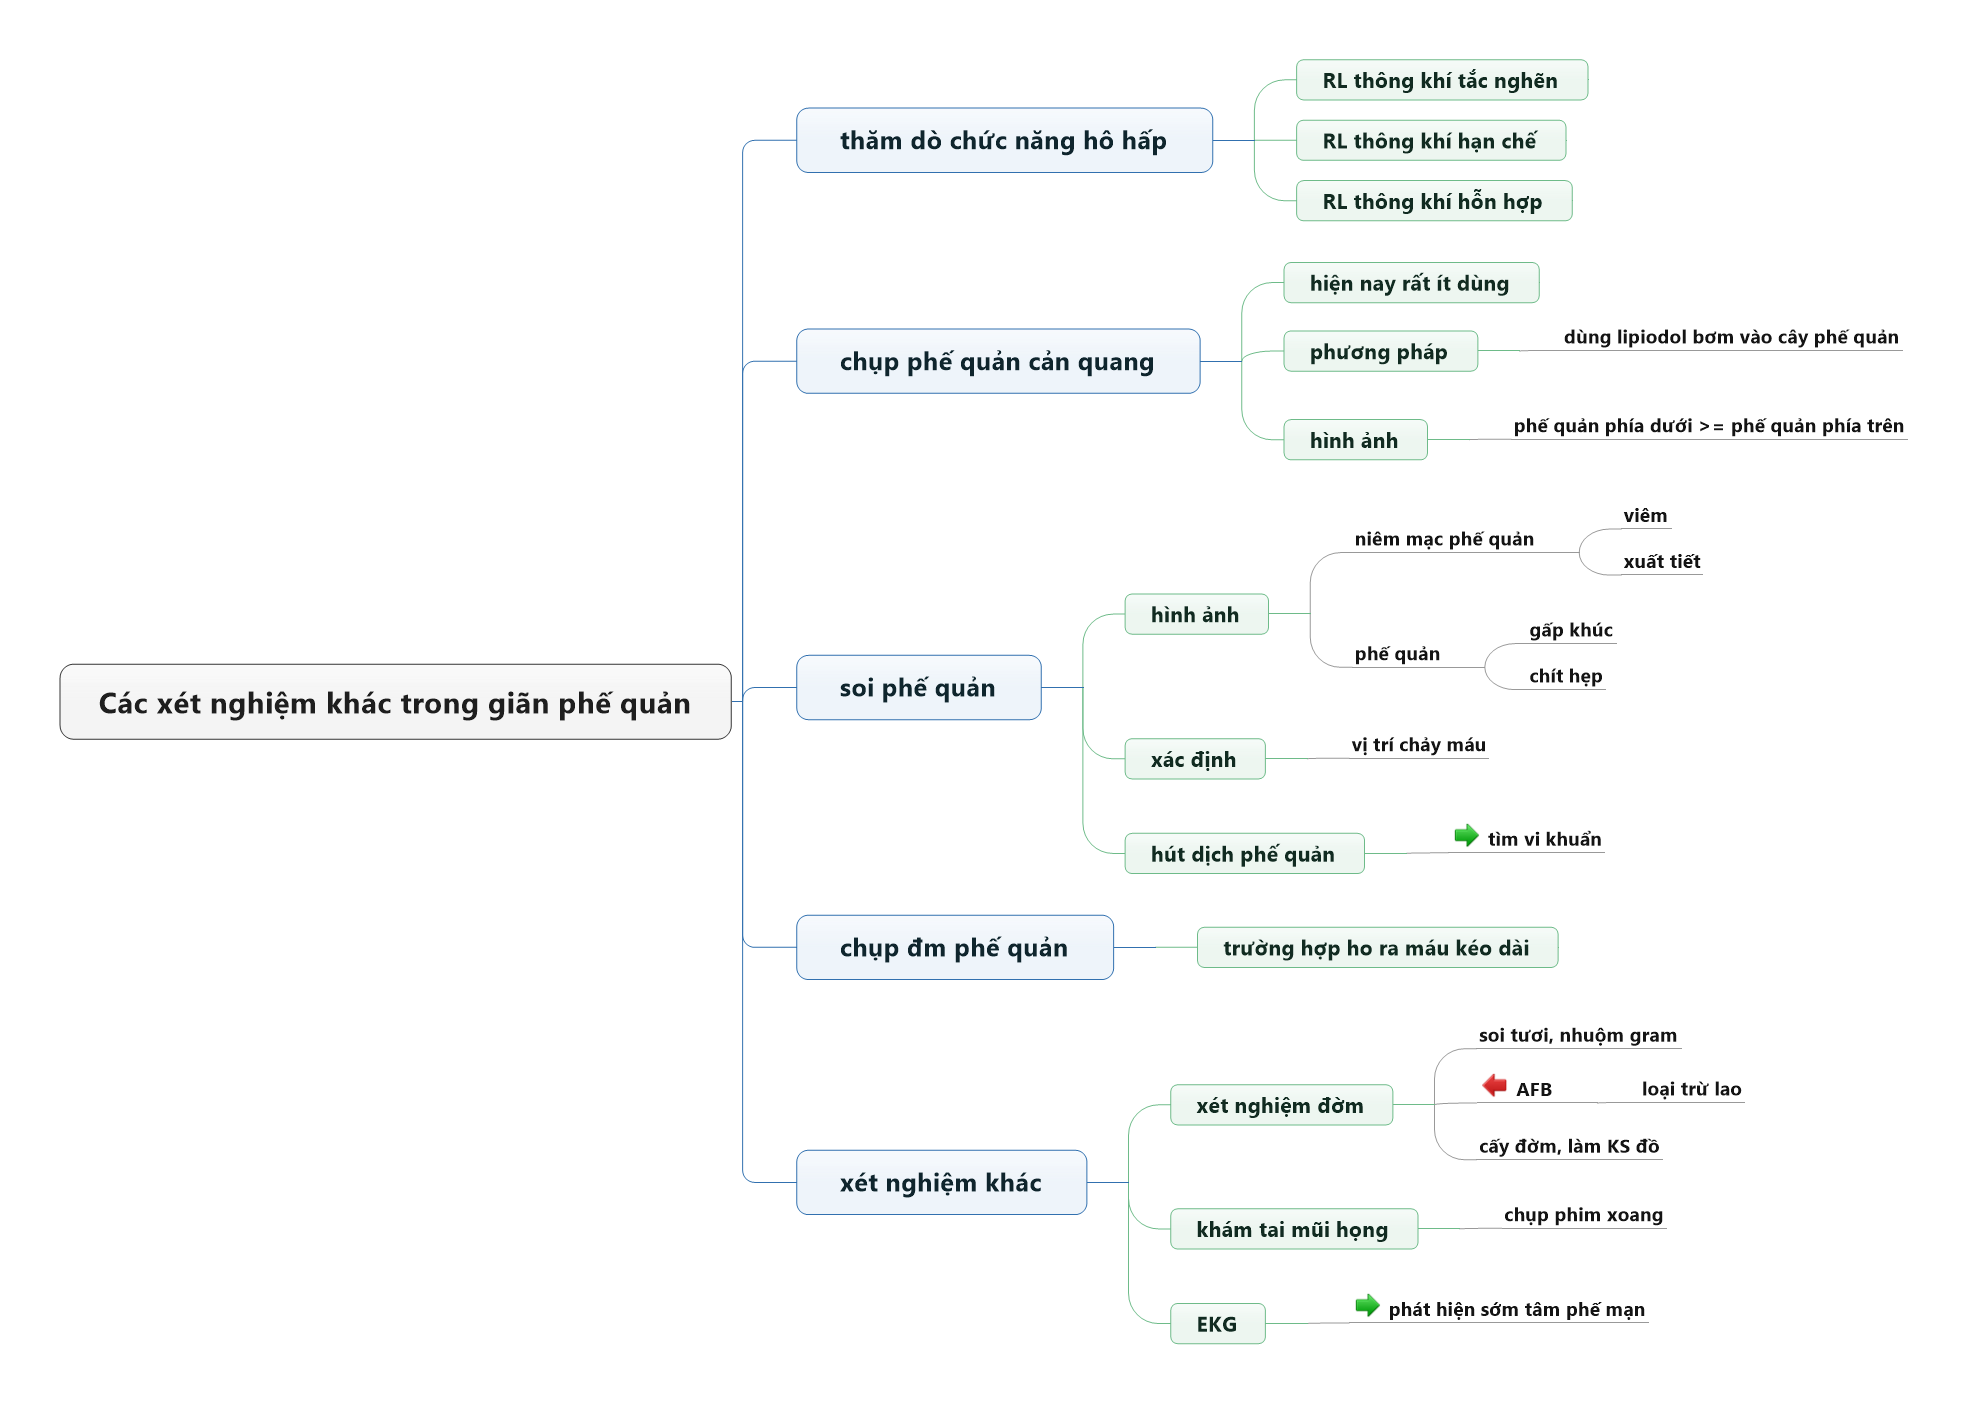 Các xét nghiệm khác trong giãn phế quản
thăm dò chức năng hô hấp
RL thông khí tắc nghẽn
RL thông khí hạn chế
RL thông khí hỗn hợp
chụp phế quản cản quang
hiện nay rất ít dùng
phương pháp
dùng lipiodol bơm vào cây phế quản
hình ảnh
phế quản phía dưới >= phế quản phía trên
soi phế quản
hình ảnh
niêm mạc phế quản
viêm
xuất tiết
phế quản
gấp khúc
chít hẹp
xác định
vị trí chảy máu
hút dịch phế quản
tìm vi khuẩn
chụp đm phế quản
trường hợp ho ra máu kéo dài
xét nghiệm khác
xét nghiệm đờm
soi tươi, nhuộm gram
AFB
loại trừ lao
cấy đờm, làm KS đồ
khám tai mũi họng
chụp phim xoang
EKG
phát hiện sớm tâm phế mạn